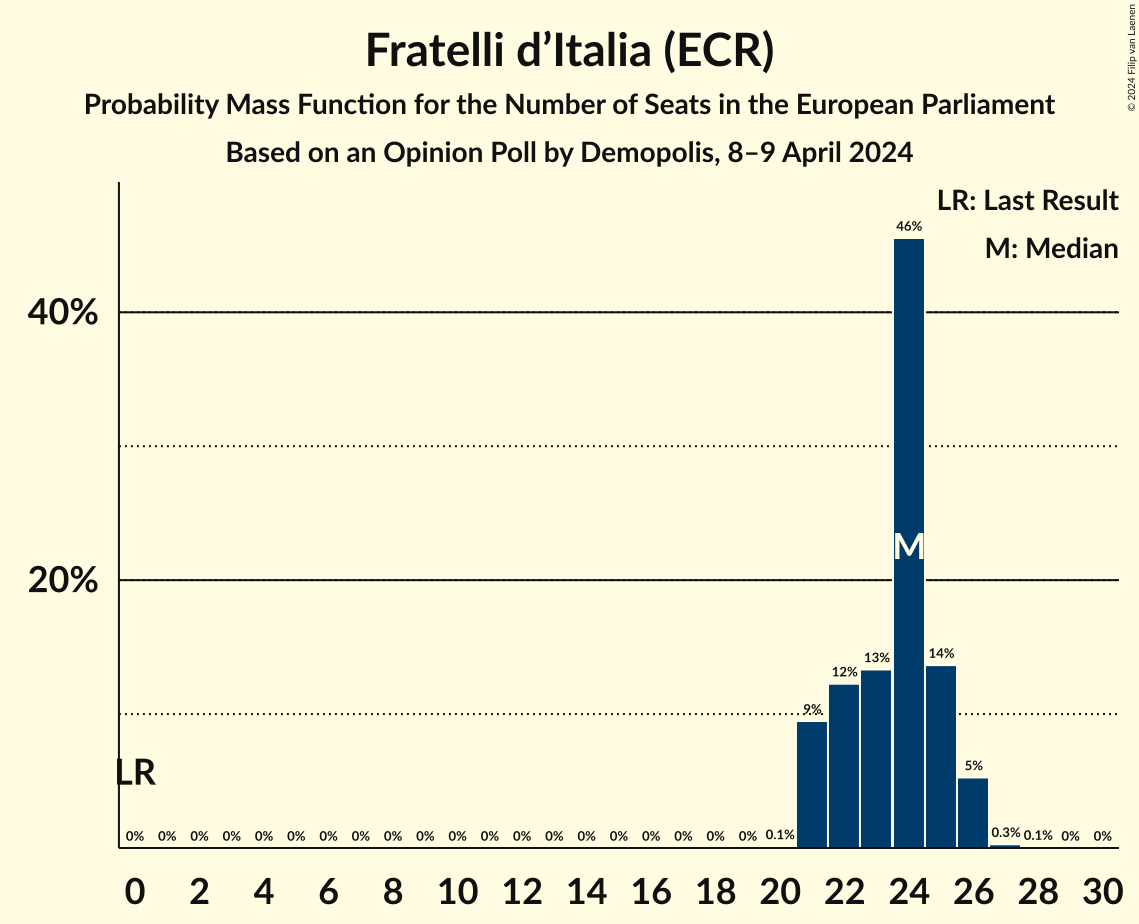 Fratelli d’Italia (ECR)
Probability Mass Function for the Number of Seats in the European Parliament
Based on an Opinion Poll by Demopolis, 8–9 April 2024
© 2024 Filip van Laenen
LR: Last Result
M: Median
46%
40%
M
20%
14%
13%
12%
9%
LR
5%
0% 0% 0% 0% 0% 0% 0% 0% 0% 0% 0% 0% 0% 0% 0% 0% 0% 0% 0% 0% 0.1% 0.3% 0.1% 0% 0%
0 2 4 6 8 10 12 14 16 18 20 22 24 26 28 30